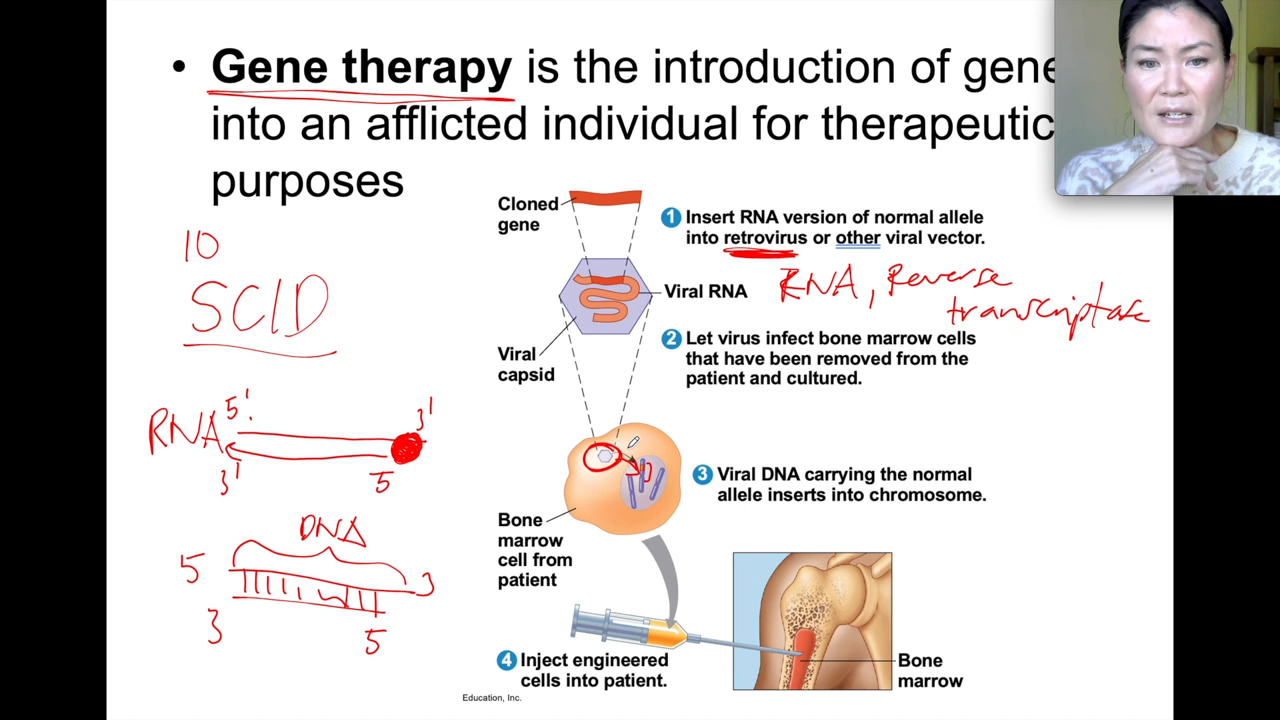 • Gene therapy is the introduction of gene
into an afflicted individual for therapeutic
purposes
10
SCID
Cloned
gene
1 Insert RNA version of normal allele
into retrovirus or other viral vector.
RNA, Reverse
transcriptase
Viral RNA
Viral
capsid
2 Let virus infect bone marrow cells
that have been removed from the
patient and cultured.
RNA 5' 3'
3' 5
3 Viral DNA carrying the normal
allele inserts into chromosome.
Bone
marrow
cell from
patient
DNA
5 3
3 5
4 Inject engineered
cells into patient.
Bone
marrow
Education, Inc.